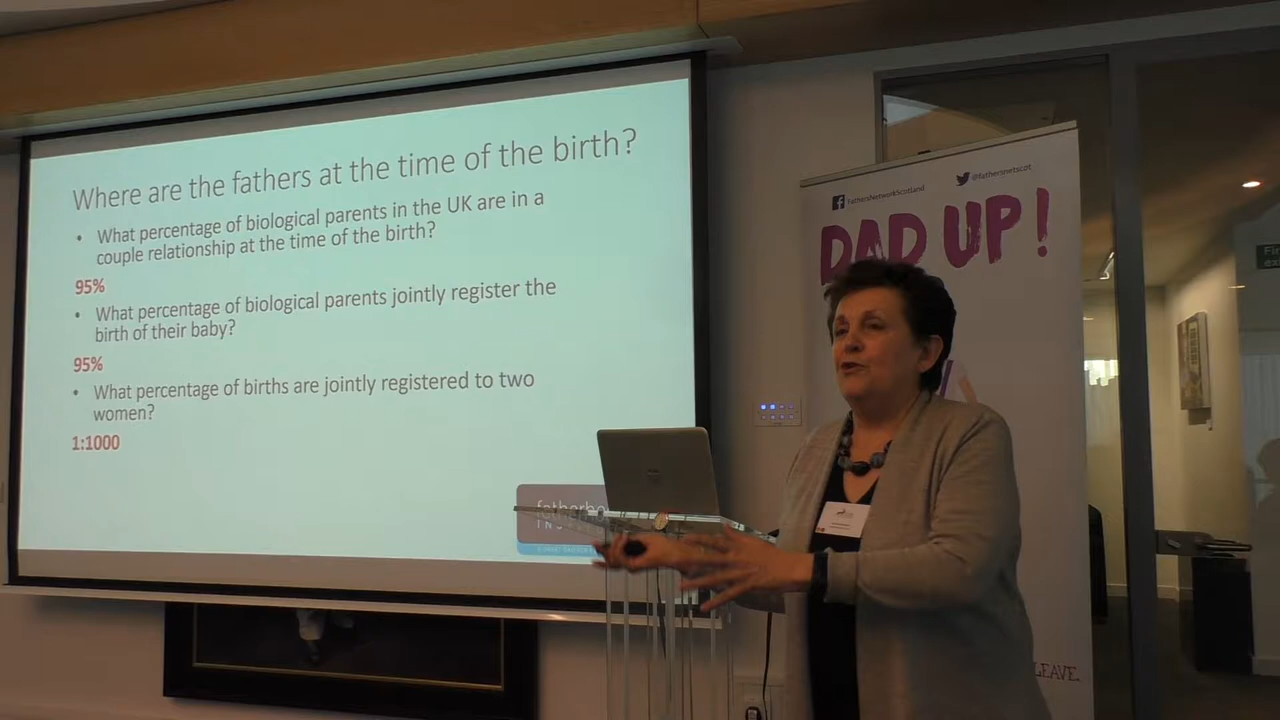 Where are the fathers at the time of the birth?
• What percentage of biological parents in the UK are in a
couple relationship at the time of the birth?
95%
• What percentage of biological parents jointly register the
birth of their baby?
95%
• What percentage of births are jointly registered to two
women?
1:1000
FathersNetworkScotland
@fathersnetscot
DAD UP!
LEAVE.